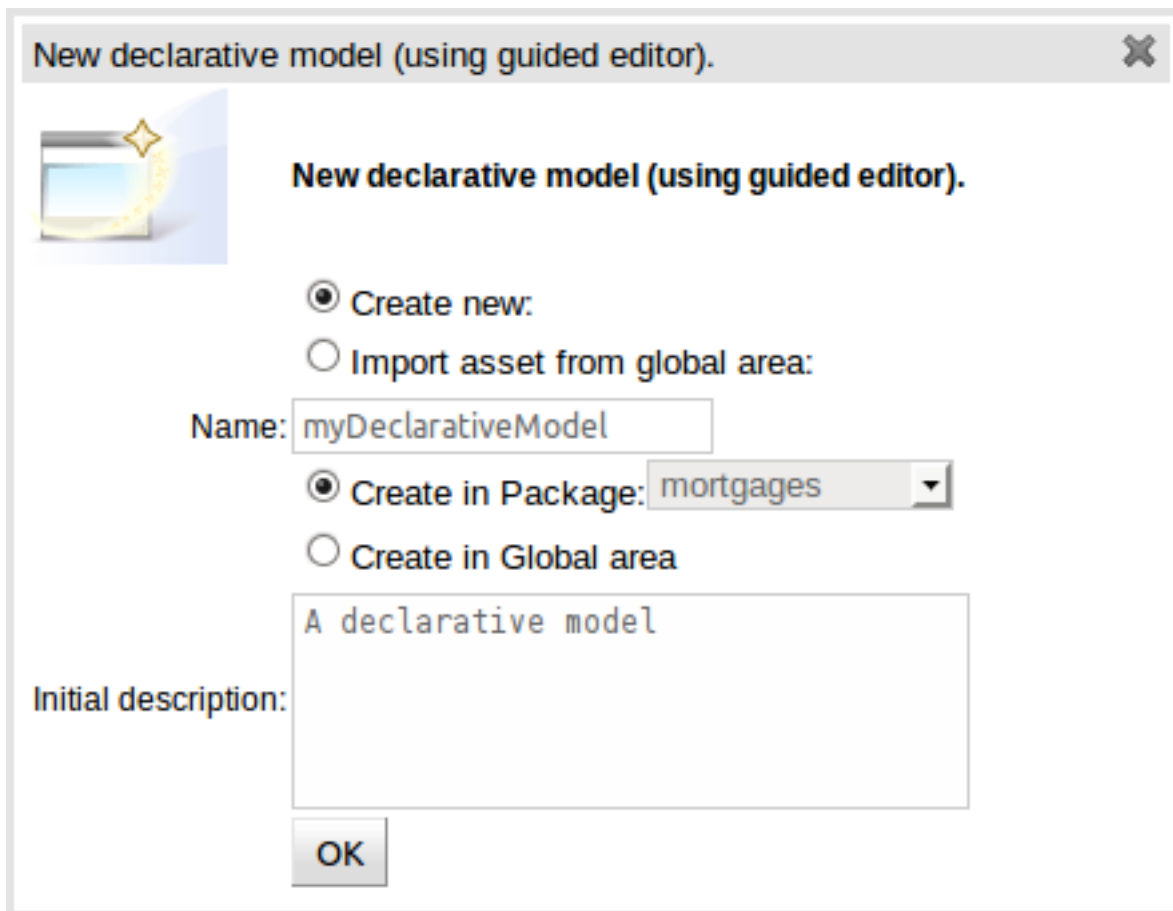 New declarative model (using guided editor).
New declarative model (using guided editor).
Create new:
Import asset from global area:
Name: myDeclarativeModel
Create in Package: mortgages
Create in Global area
A declarative model
Initial description:
OK